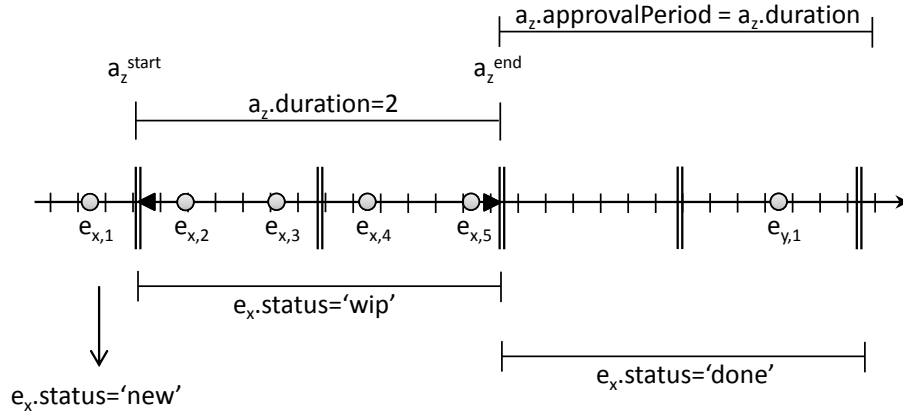 a_z.approvalPeriod = a_z.duration
a_z^start
a_z^end
a_z.duration=2
e_x,1
e_x,2
e_x,3
e_x,4
e_x,5
e_y,1
e_x.status=‘wip’
e_x.status=‘done’
e_x.status=‘new’